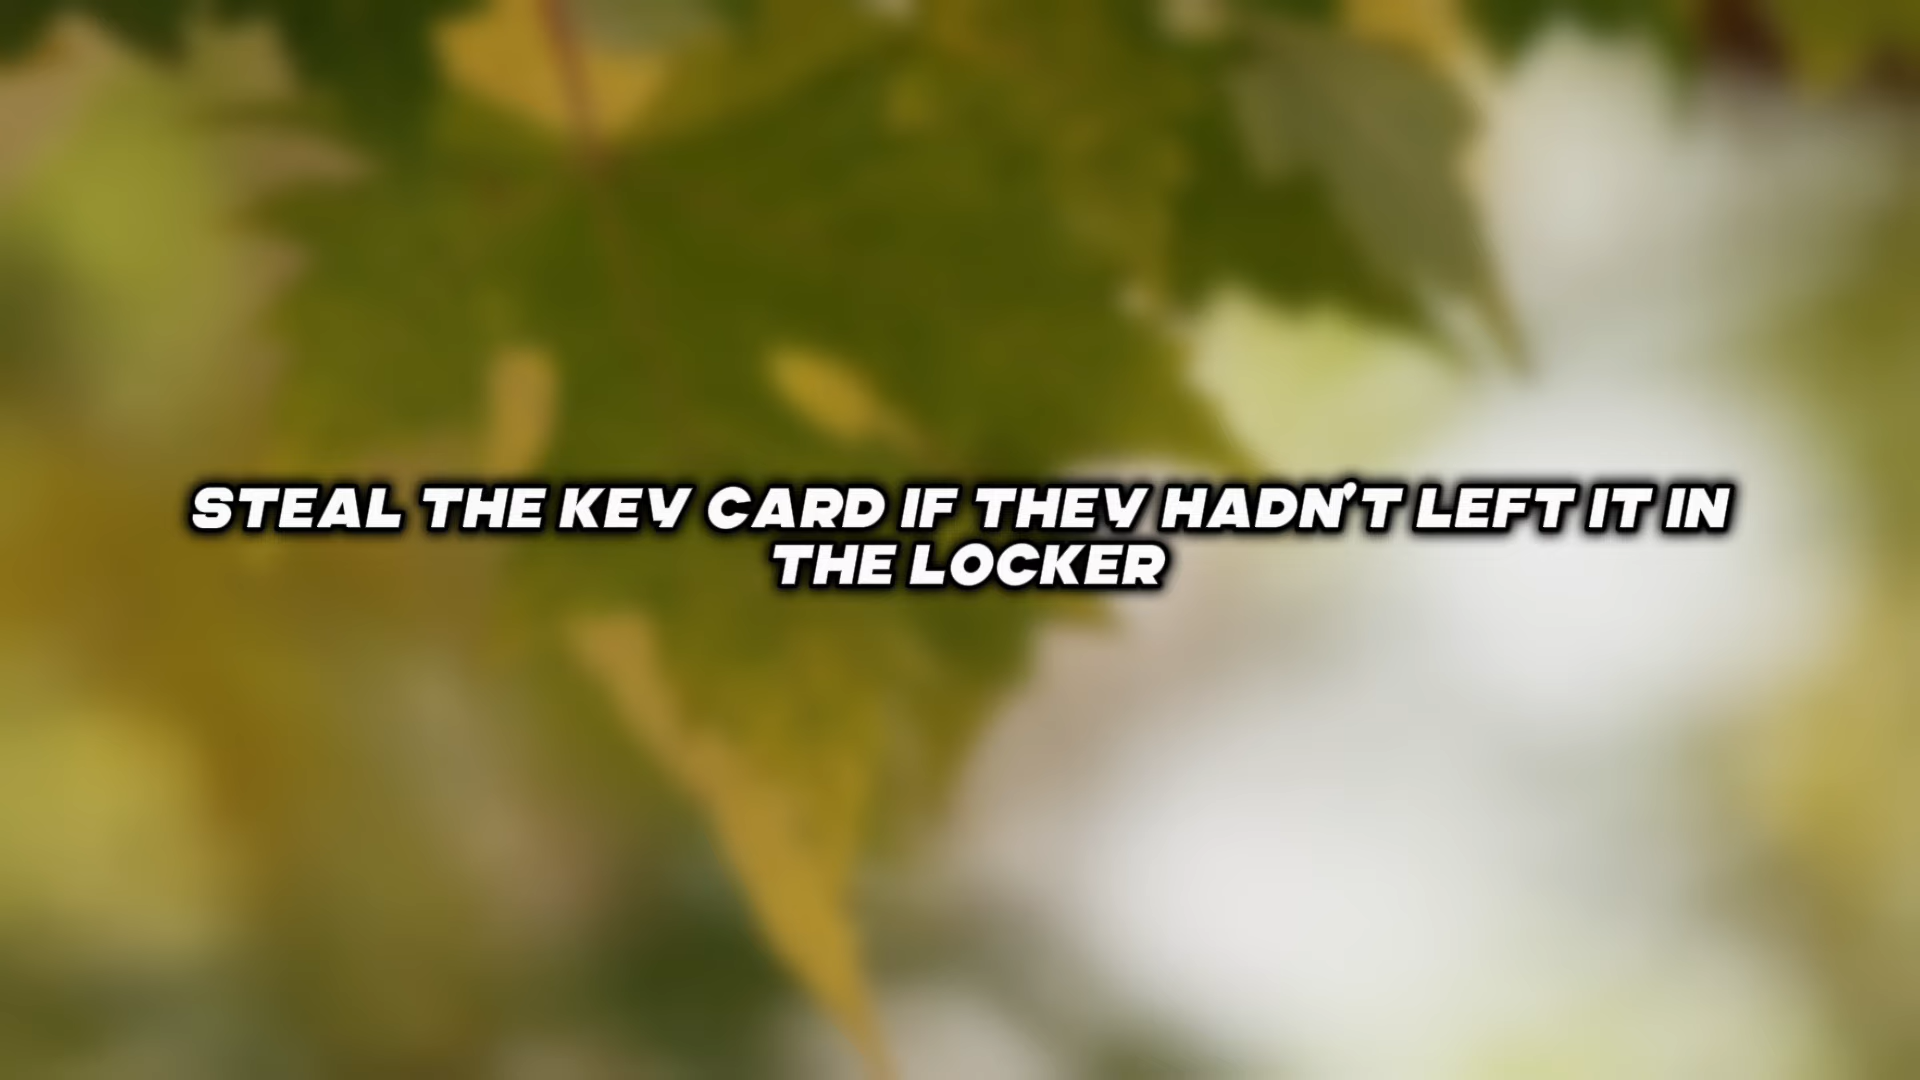 STEAL THE KEY CARD IF THEY HADN'T LEFT IT IN
THE LOCKER